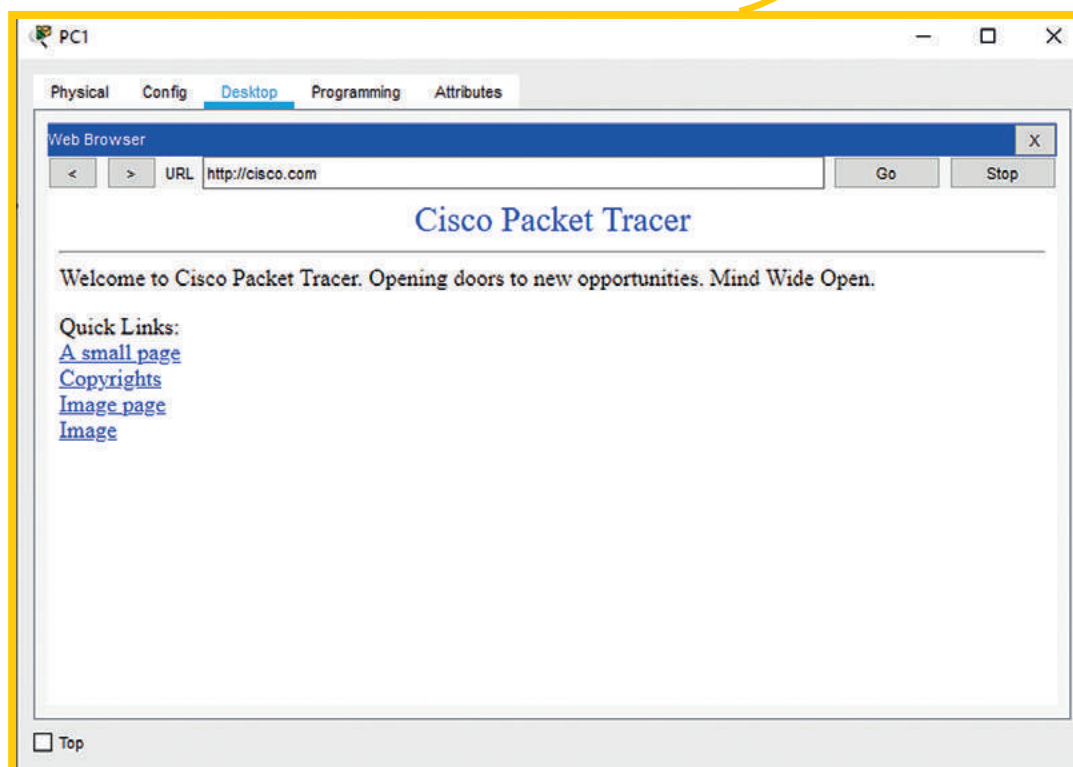 PC1
Physical Config Desktop Programming Attributes
Web Browser X
< > URL http://cisco.com Go Stop
Cisco Packet Tracer
Welcome to Cisco Packet Tracer. Opening doors to new opportunities. Mind Wide Open.
Quick Links:
A small page
Copyrights
Image page
Image
Top